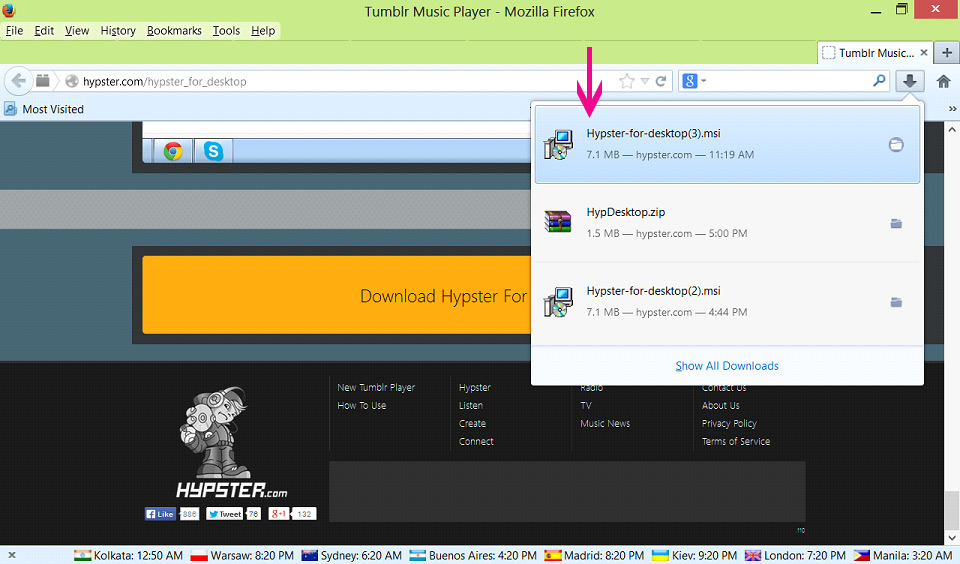 Tumblr Music Player - Mozilla Firefox
File Edit View History Bookmarks Tools Help
Tumblr Music...
hypster.com/hypster_for_desktop
8
Most Visited
Hypster-for-desktop(3).msi
7.1 MB — hypster.com — 11:19 AM
HypDesktop.zip
1.5 MB — hypster.com — 5:00 PM
Download Hypster For
Hypster-for-desktop(2).msi
7.1 MB — hypster.com — 4:44 PM
Show All Downloads
New Tumblr Player Hypster Radio Contact Us
How To Use Listen TV About Us
Create Music News Privacy Policy
Connect Terms of Service
HYPSTER.com
Like 886 Tweet 76 +1 132
110
Kolkata: 12:50 AM Warsaw: 8:20 PM Sydney: 6:20 AM Buenos Aires: 4:20 PM Madrid: 8:20 PM Kiev: 9:20 PM London: 7:20 PM Manila: 3:20 AM